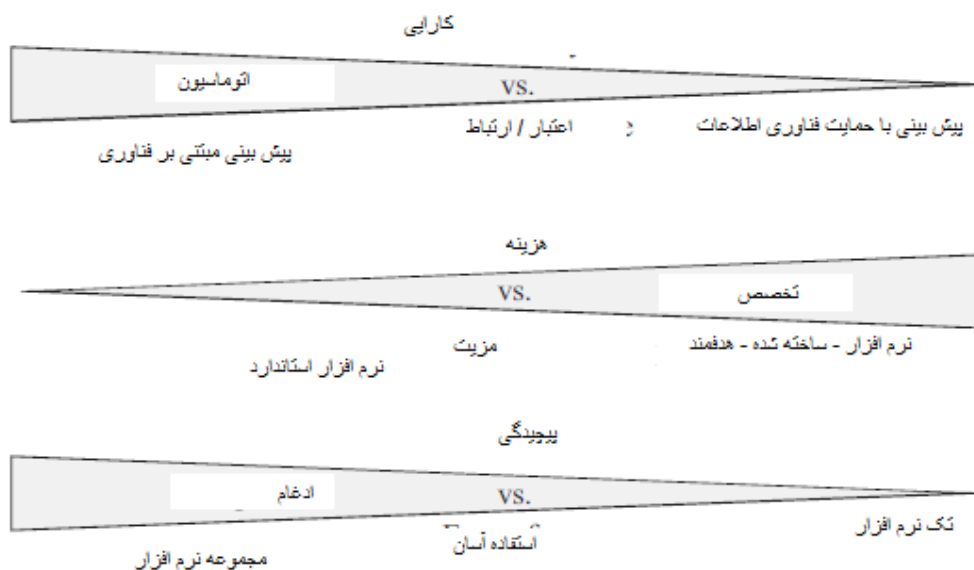 کارایی
اتوماسیون
vs.
اعتبار / ارتباط
پیش بینی با حمایت فناوری اطلاعات
پیش بینی مبتنی بر فناوری
هزینه
vs.
تخصص
مزیت
نرم افزار - ساخته شده - هدفمند
نرم افزار استاندارد
پیچیدگی
ادغام
vs.
استفاده آسان
تک نرم افزار
مجموعه نرم افزار